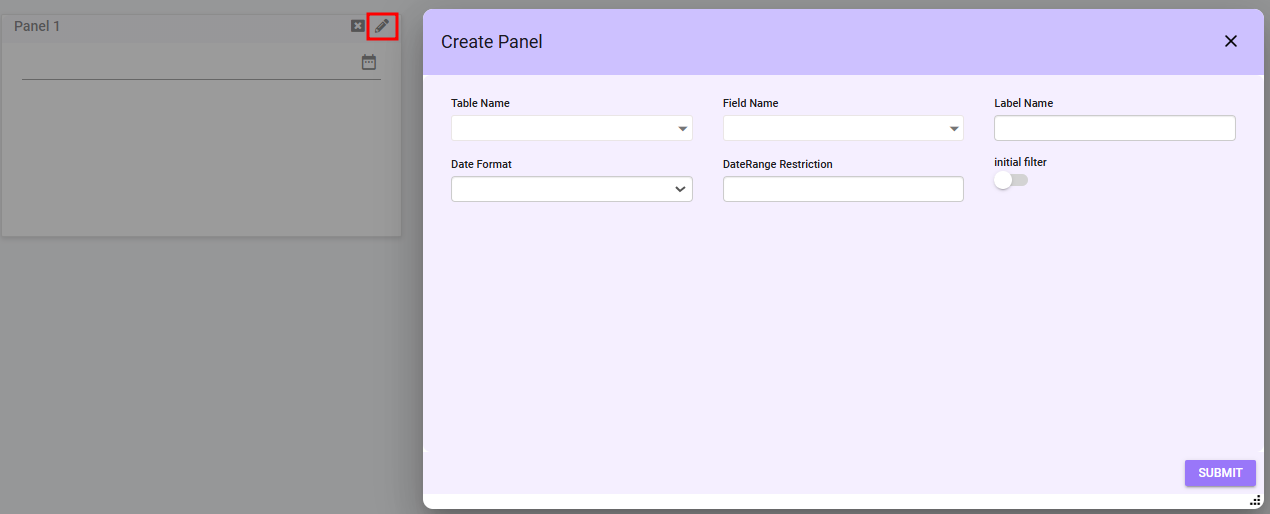 Panel 1
Create Panel
Table Name
Field Name
Label Name
Date Format
DateRange Restriction
initial filter
SUBMIT